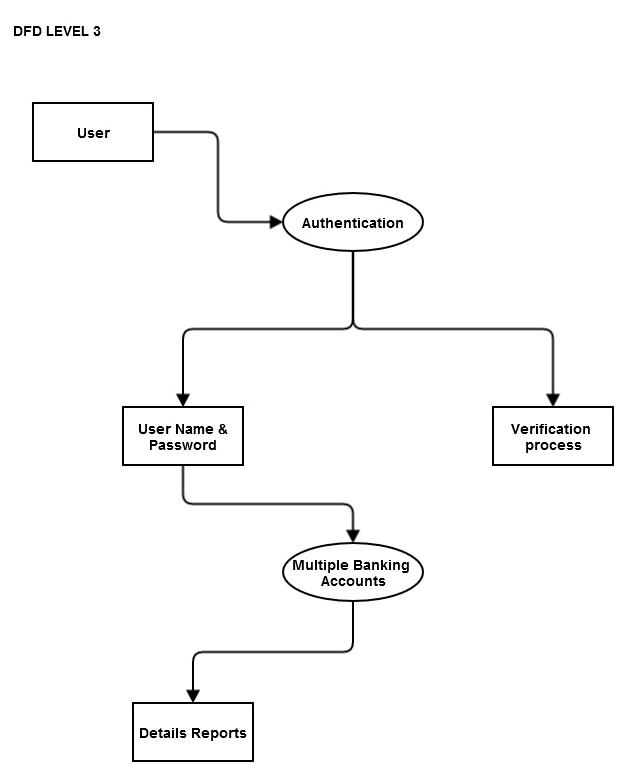 DFD LEVEL 3
User
Authentication
User Name &
Password
Verification
process
Multiple Banking
Accounts
Details Reports